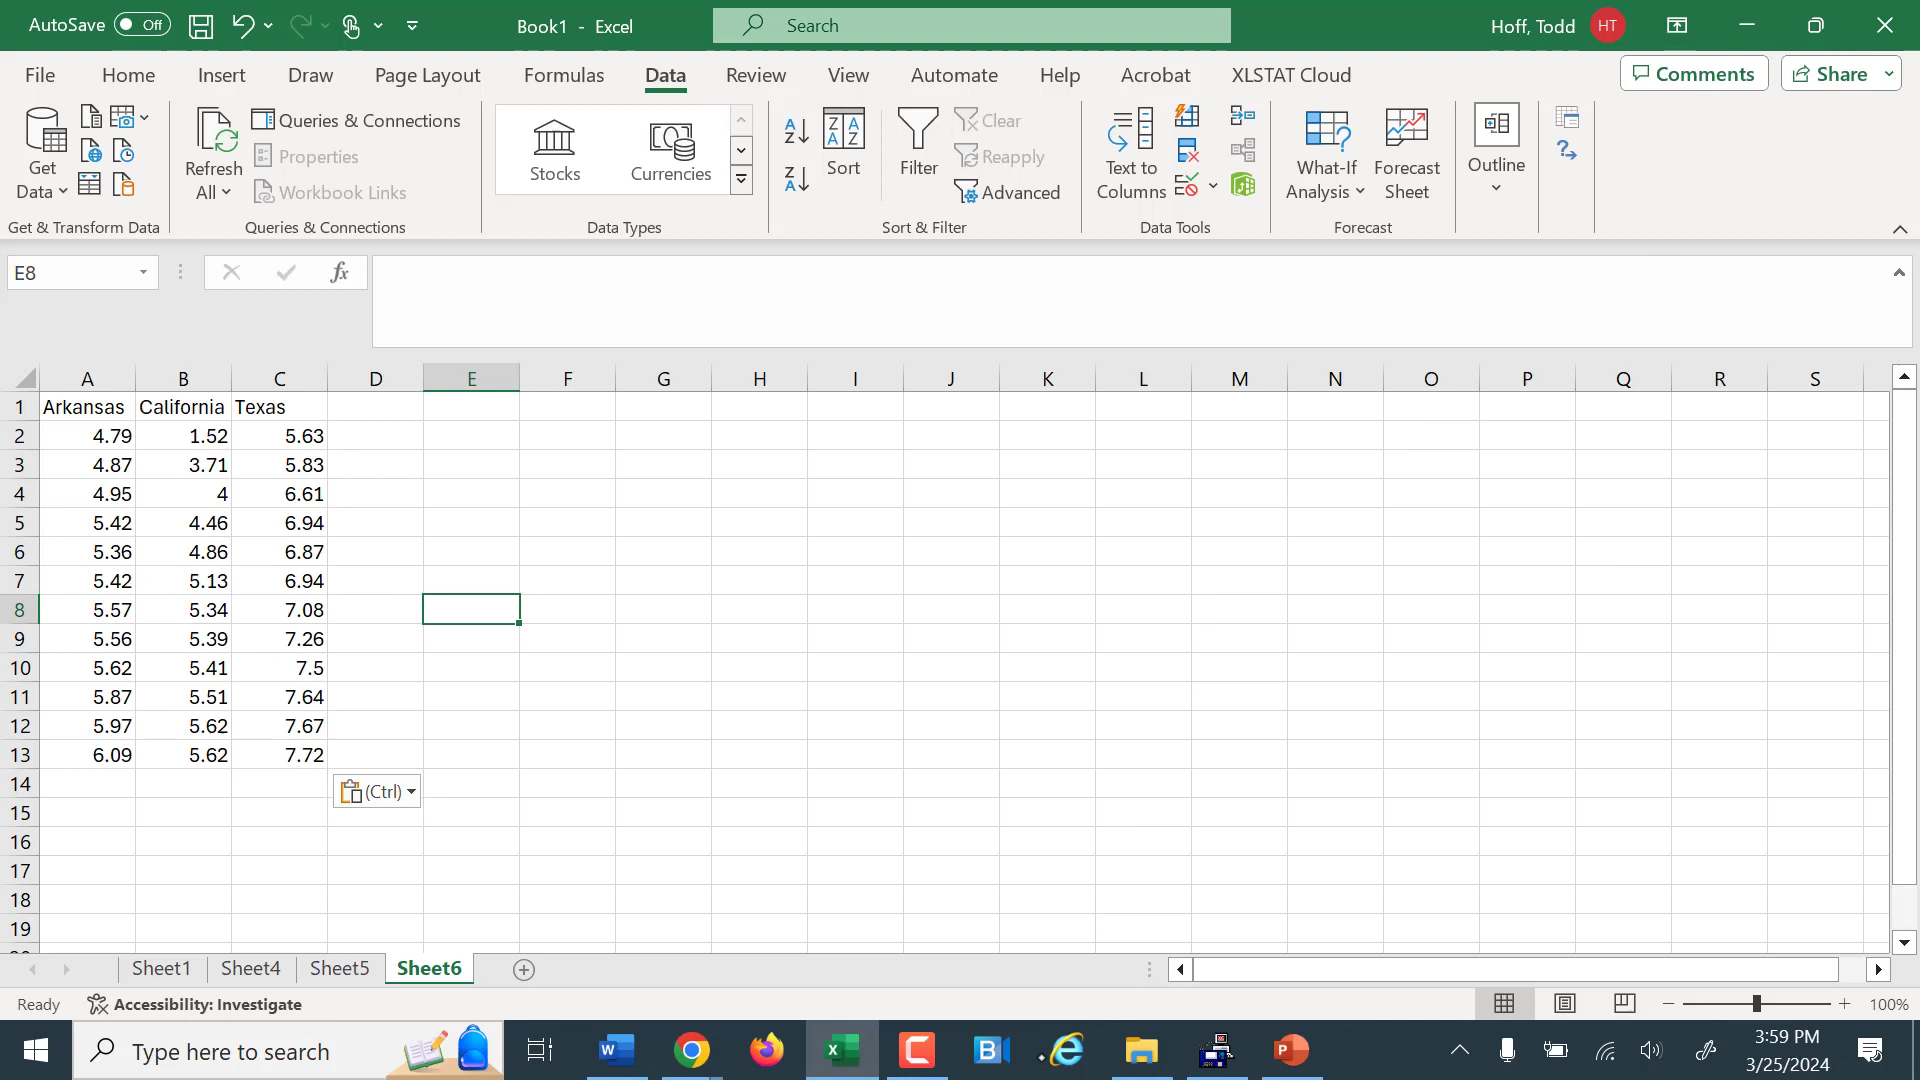 AutoSave Off Book1 - Excel Search Hoff, Todd HT
File Home Insert Draw Page Layout Formulas Data Review View Automate Help Acrobat XLSTAT Cloud Comments Share
Get Data
Refresh All
Queries & Connections
Properties
Workbook Links
Stocks Currencies
Sort
Filter
Clear
Reapply
Advanced
Text to Columns
What-If Analysis
Forecast Sheet
Outline
Get & Transform Data Queries & Connections Data Types Sort & Filter Data Tools Forecast
E8 fx
A B C D E F G H I J K L M N O P Q R S
1 Arkansas California Texas
2 4.79 1.52 5.63
3 4.87 3.71 5.83
4 4.95 4 6.61
5 5.42 4.46 6.94
6 5.36 4.86 6.87
7 5.42 5.13 6.94
8 5.57 5.34 7.08
9 5.56 5.39 7.26
10 5.62 5.41 7.5
11 5.87 5.51 7.64
12 5.97 5.62 7.67
13 6.09 5.62 7.72
14 (Ctrl)
15
16
17
18
19
Sheet1 Sheet4 Sheet5 Sheet6
Ready Accessibility: Investigate 100%
Type here to search
3:59 PM
3/25/2024